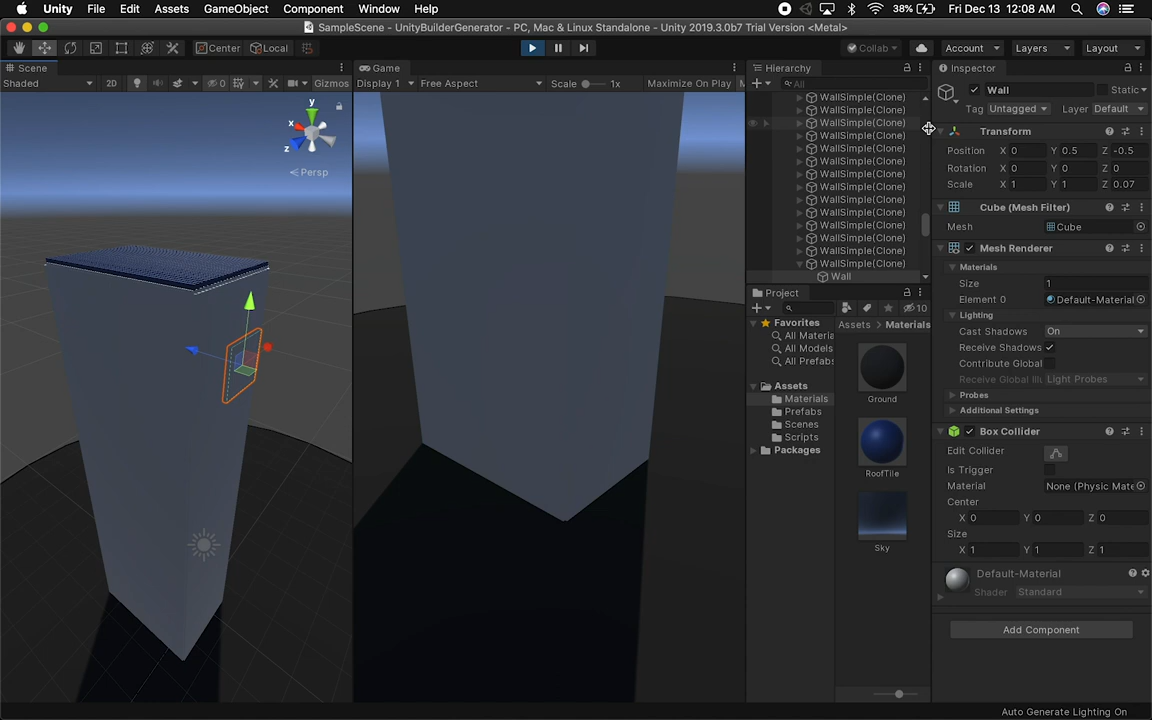 Unity File Edit Assets GameObject Component Window Help 38% Fri Dec 13 12:08 AM
SampleScene - UnityBuilderGenerator - PC, Mac & Linux Standalone - Unity 2019.3.0b7 Trial Version <Metal>
Center Local Collab Account Layers Layout
Scene
Shaded 2D Gizmos
y
x
z
Persp
Game
Display 1 Free Aspect Scale 1x Maximize On Play
Hierarchy
All
WallSimple(Clone)
WallSimple(Clone)
WallSimple(Clone)
WallSimple(Clone)
WallSimple(Clone)
WallSimple(Clone)
WallSimple(Clone)
WallSimple(Clone)
WallSimple(Clone)
WallSimple(Clone)
WallSimple(Clone)
WallSimple(Clone)
WallSimple(Clone)
WallSimple(Clone)
Wall
Project
10
Favorites
All Materia
All Models
All Prefabs
Assets
Materials
Prefabs
Scenes
Scripts
Packages
Assets Materials
Ground
RoofTile
Sky
Inspector
Wall Static
Tag Untagged Layer Default
Transform
Position X 0 Y 0.5 Z -0.5
Rotation X 0 Y 0 Z 0
Scale X 1 Y 1 Z 0.07
Cube (Mesh Filter)
Mesh Cube
Mesh Renderer
Materials
Size 1
Element 0 Default-Material
Lighting
Cast Shadows On
Receive Shadows
Contribute Global
Receive Global Illu Light Probes
Probes
Additional Settings
Box Collider
Edit Collider
Is Trigger
Material None (Physic Mate
Center
X 0 Y 0 Z 0
Size
X 1 Y 1 Z 1
Default-Material
Shader Standard
Add Component
Auto Generate Lighting On